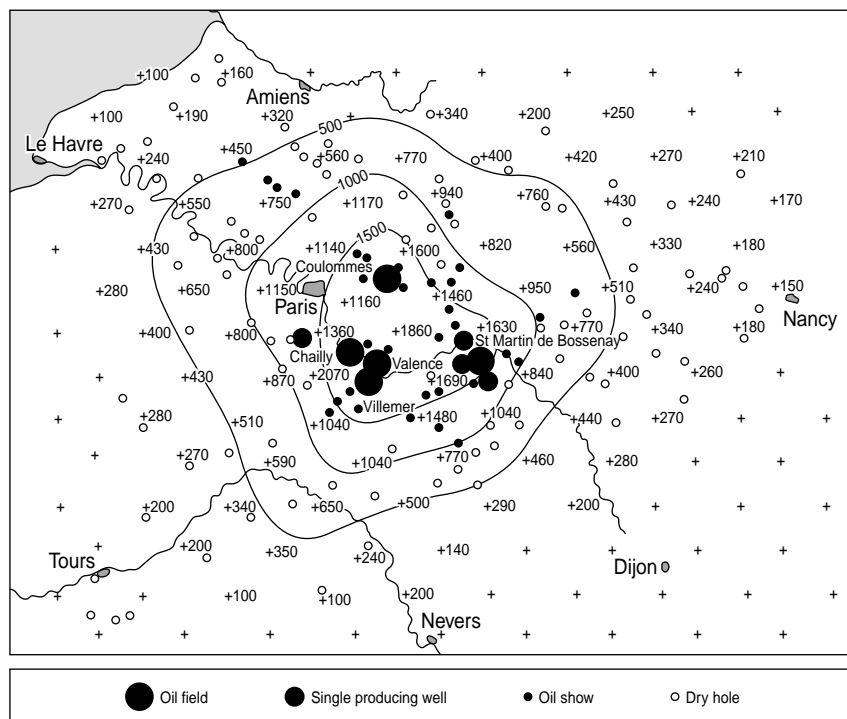 +100 +160
Amiens
+100 +190 +320 +340 +200 +250
500
Le Havre +240 +450 +560 +770 +400 +420 +270 +210
1000
+270 +550 +750 +1170 +940 +760 +430 +240 +170
1500
+430 +800 +1140 +1600 +820 +560 +330 +180
Coulommes
+280 +650 +1150 +1160 +1460 +950 +510 +240 +150
Paris Nancy
+400 +800 +1360 +1860 +1630 +770 +340 +180
St Martin de Bossenay
Chailly Valence
+430 +870 +2070 +1690 +840 +400 +260
Villemer
+280 +510 +1040 +1480 +1040 +440 +270
+270 +590 +1040 +770 +460 +280
+200 +340 +650 +500 +290 +200
Tours +200 +350 +240 +140 Dijon
+100 +100 +200
Nevers
Oil field Single producing well Oil show Dry hole